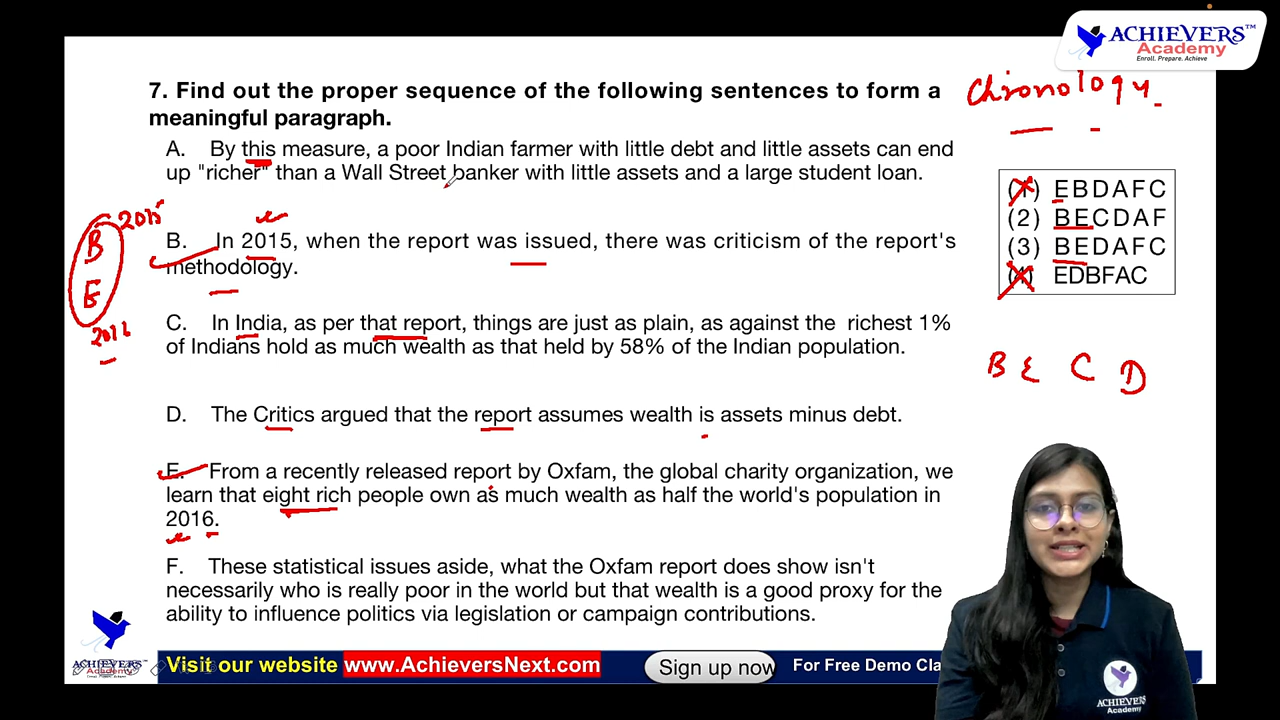 ACHIEVERS™
Academy
Enroll. Prepare. Achieve
7. Find out the proper sequence of the following sentences to form a
meaningful paragraph.
Chronology
A. By this measure, a poor Indian farmer with little debt and little assets can end
up "richer" than a Wall Street banker with little assets and a large student loan.
(1) EBDAFC
(2) BECDAF
(3) BEDAFC
(4) EDBFAC
2015
B
E
2016
B. In 2015, when the report was issued, there was criticism of the report's
methodology.
C. In India, as per that report, things are just as plain, as against the richest 1%
of Indians hold as much wealth as that held by 58% of the Indian population.
B E C D
D. The Critics argued that the report assumes wealth is assets minus debt.
E. From a recently released report by Oxfam, the global charity organization, we
learn that eight rich people own as much wealth as half the world's population in
2016.
F. These statistical issues aside, what the Oxfam report does show isn't
necessarily who is really poor in the world but that wealth is a good proxy for the
ability to influence politics via legislation or campaign contributions.
ACHIEVERS
Academy
Visit our website www.AchieversNext.com
Sign up now
For Free Demo Cla
ACHIEVERS
Academy